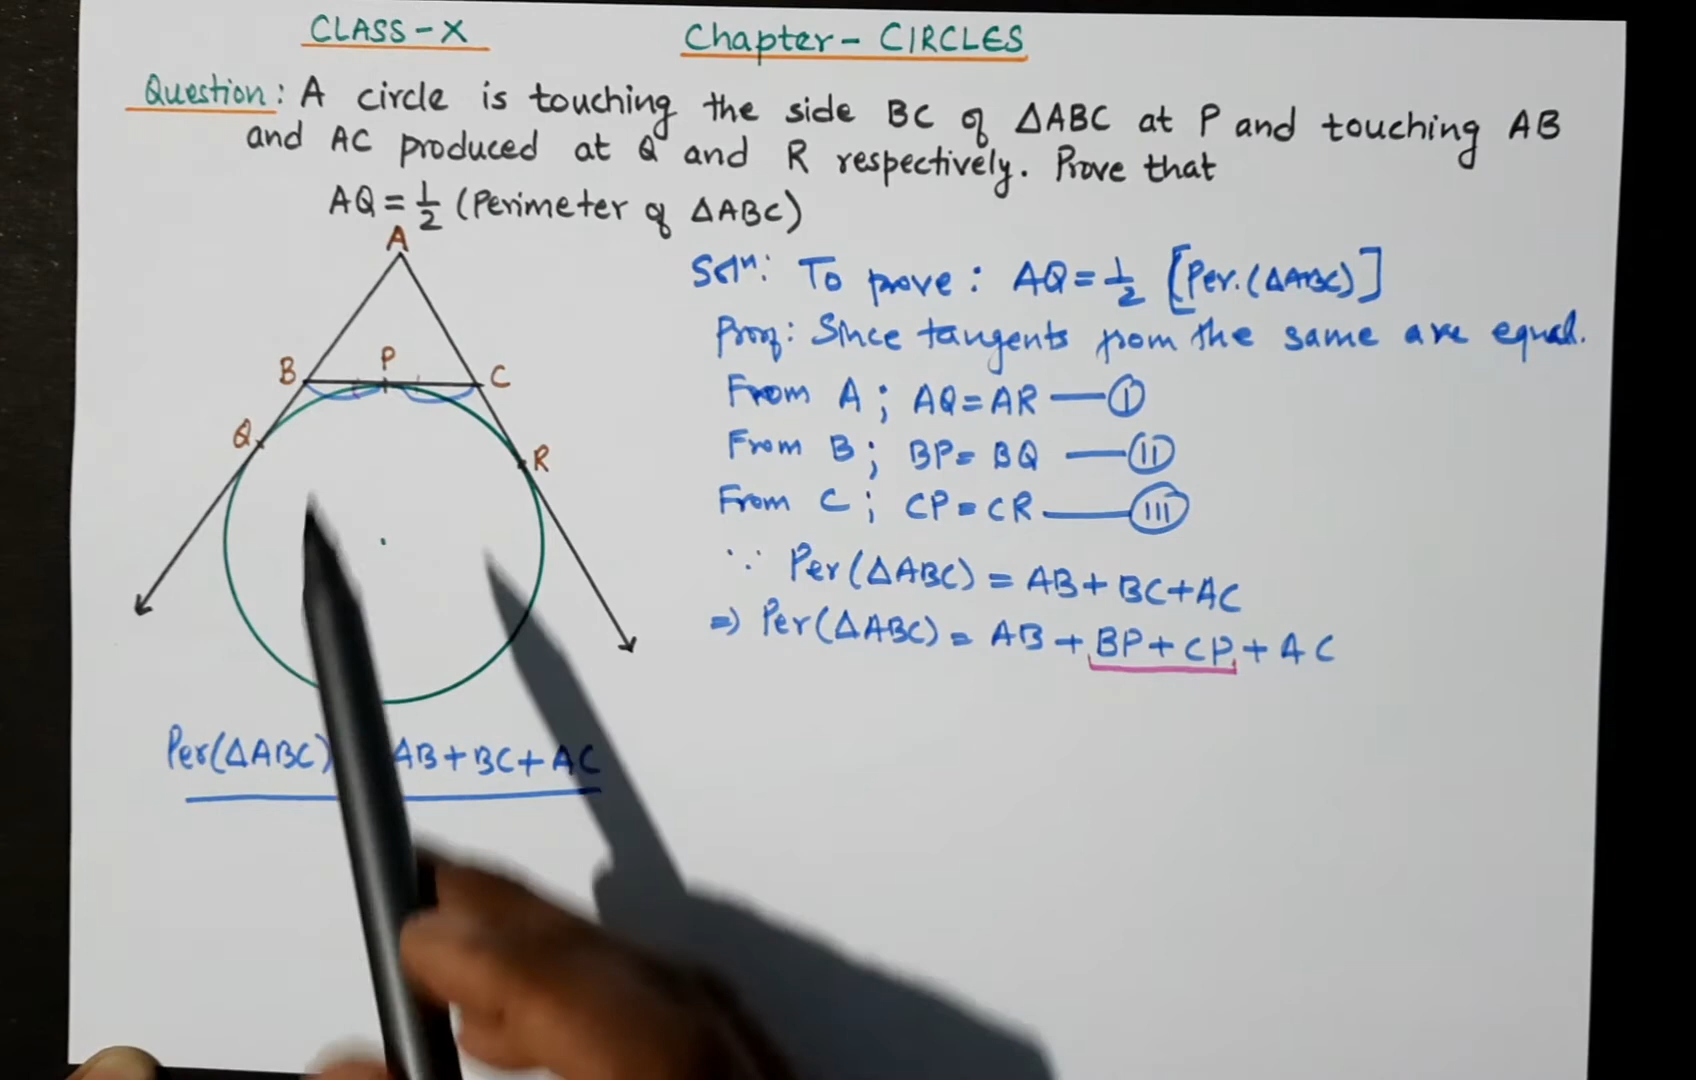 CLASS-X
Chapter- CIRCLES
Question: A circle is touching the side BC of ΔABC at P and touching AB
and AC produced at Q and R respectively. Prove that
AQ = 1/2 (Perimeter of ΔABC)
A
B
P
C
Q
R
Per(ΔABC) AB+BC+AC
Solⁿ: To prove: AQ = 1/2 [Per.(ΔABC)]
Proof: Since tangents from the same are equal.
From A; AQ = AR —(I)
From B; BP = BQ —(II)
From C; CP = CR —(III)
∵ Per(ΔABC) = AB+BC+AC
⇒ Per(ΔABC) = AB + BP + CP + AC